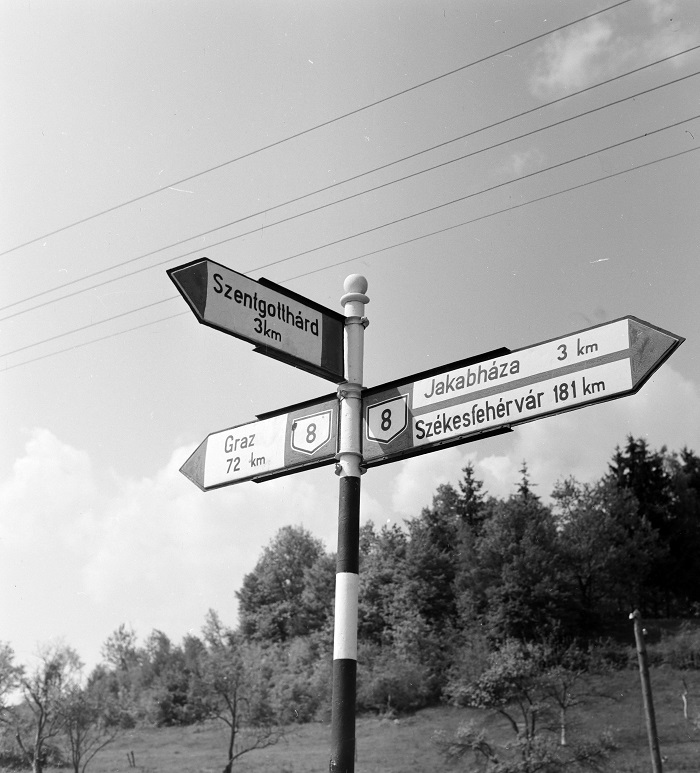 Szentgotthárd
3km
Graz
72 km
8
8
Jakabháza 3 km
Székesfehérvár 181 km